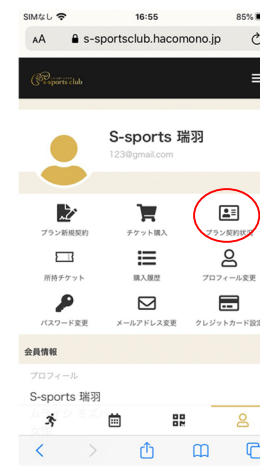 SIMなし 16:55 85%
AA s-sportsclub.hacomono.jp
S-sports club
S-sports 瑞羽
123@gmail.com
プラン新規契約 チケット購入 プラン契約状況
所持チケット 購入履歴 プロフィール変更
パスワード変更 メールアドレス変更 クレジットカード設定
会員情報
プロフィール
S-sports 瑞羽